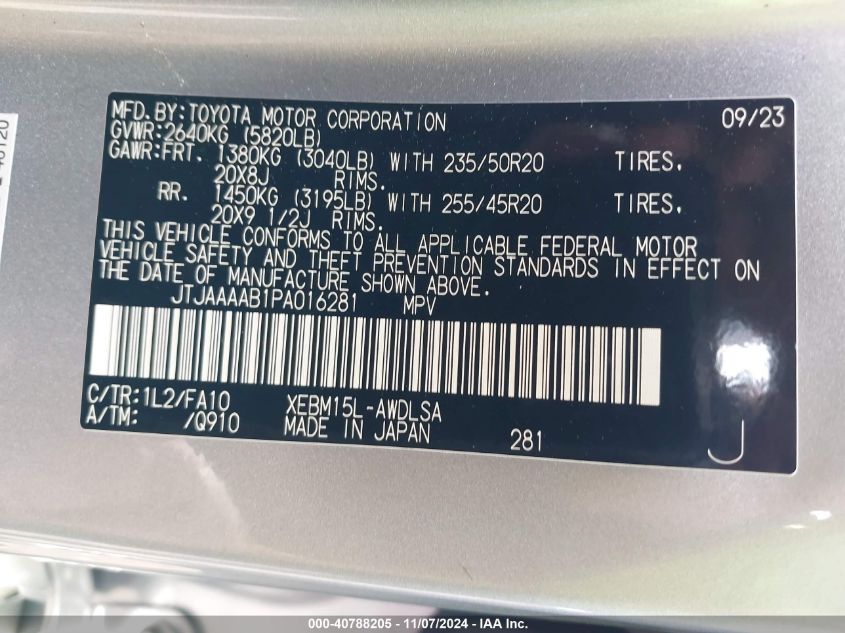 MFD.BY:TOYOTA MOTOR CORPORATION 09/23
GVWR:2640KG (5820LB)
GAWR:FRT. 1380KG (3040LB) WITH 235/50R20 TIRES.
20X8J RIMS.
RR. 1450KG (3195LB) WITH 255/45R20 TIRES.
20X9 1/2J RIMS.
THIS VEHICLE CONFORMS TO ALL APPLICABLE FEDERAL MOTOR
VEHICLE SAFETY AND THEFT PREVENTION STANDARDS IN EFFECT ON
THE DATE OF MANUFACTURE SHOWN ABOVE.
JTJAAAAB1PA016281 MPV
C/TR:1L2/FA10 XEBM15L-AWDLSA
A/TM: /Q910 MADE IN JAPAN 281
J
000-40788205 - 11/07/2024 - IAA Inc.